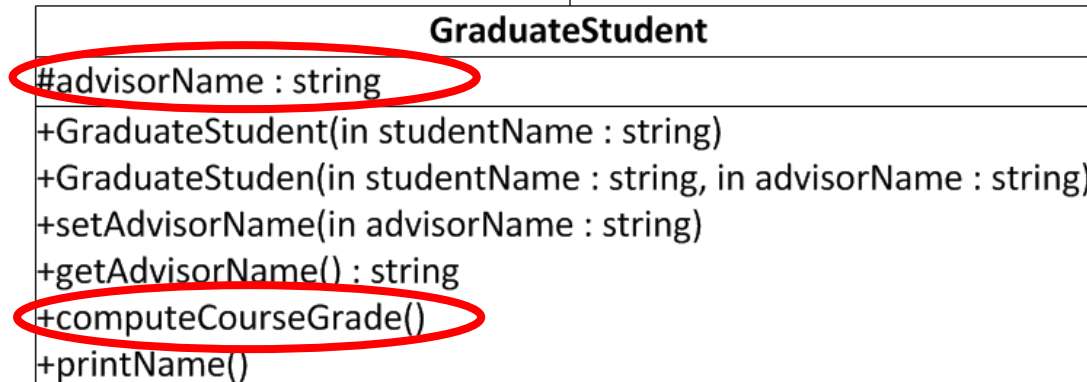 GraduateStudent
#advisorName : string
+GraduateStudent(in studentName : string)
+GraduateStuden(in studentName : string, in advisorName : string)
+setAdvisorName(in advisorName : string)
+getAdvisorName() : string
+computeCourseGrade()
+printName()